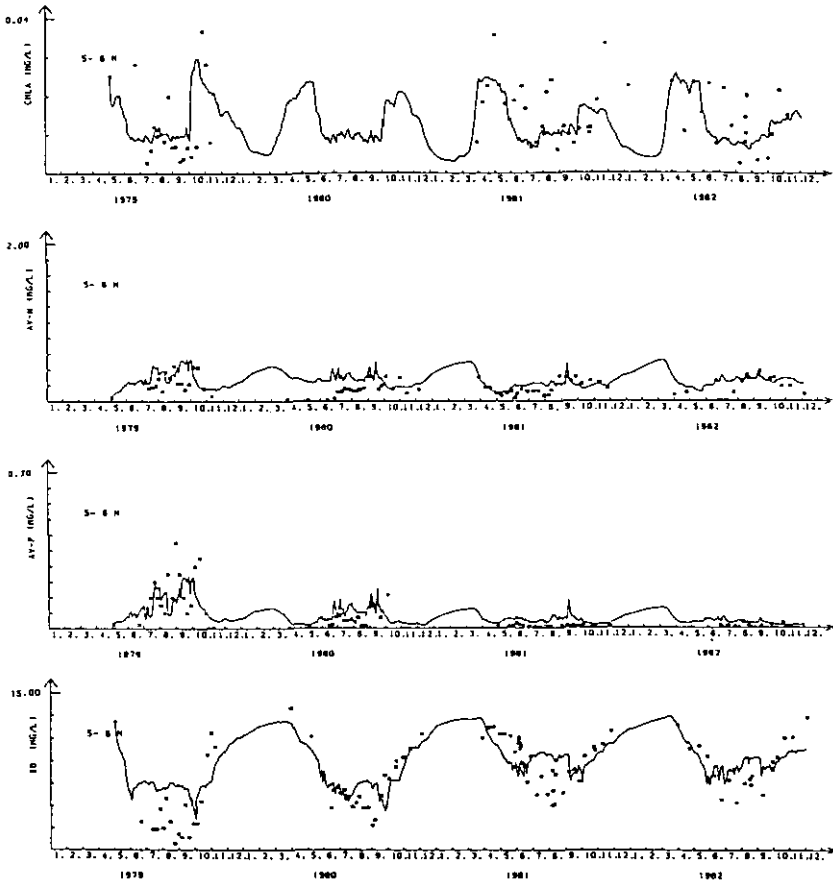 0.04
CHLA (MG/L)
5- 6 M
1. 2. 3. 4. 5. 6. 7. 8. 9. 10.11.12. 1. 2. 3. 4. 5. 6. 7. 8. 9. 10.11.12. 1. 2. 3. 4. 5. 6. 7. 8. 9. 10.11.12. 1. 2. 3. 4. 5. 6. 7. 8. 9. 10.11.12.
1979 1980 1981 1982
2.00
AV-N (MG/L)
5- 6 M
1. 2. 3. 4. 5. 6. 7. 8. 9. 10.11.12. 1. 2. 3. 4. 5. 6. 7. 8. 9. 10.11.12. 1. 2. 3. 4. 5. 6. 7. 8. 9. 10.11.12. 1. 2. 3. 4. 5. 6. 7. 8. 9. 10.11.12.
1979 1980 1981 1982
0.70
AV-P (MG/L)
5- 6 M
1. 2. 3. 4. 5. 6. 7. 8. 9. 10.11.12. 1. 2. 3. 4. 5. 6. 7. 8. 9. 10.11.12. 1. 2. 3. 4. 5. 6. 7. 8. 9. 10.11.12. 1. 2. 3. 4. 5. 6. 7. 8. 9. 10.11.12.
1979 1980 1981 1982
15.00
(MG/L)
5- 6 M
1. 2. 3. 4. 5. 6. 7. 8. 9. 10.11.12. 1. 2. 3. 4. 5. 6. 7. 8. 9. 10.11.12. 1. 2. 3. 4. 5. 6. 7. 8. 9. 10.11.12. 1. 2. 3. 4. 5. 6. 7. 8. 9. 10.11.12.
1979 1980 1981 1982